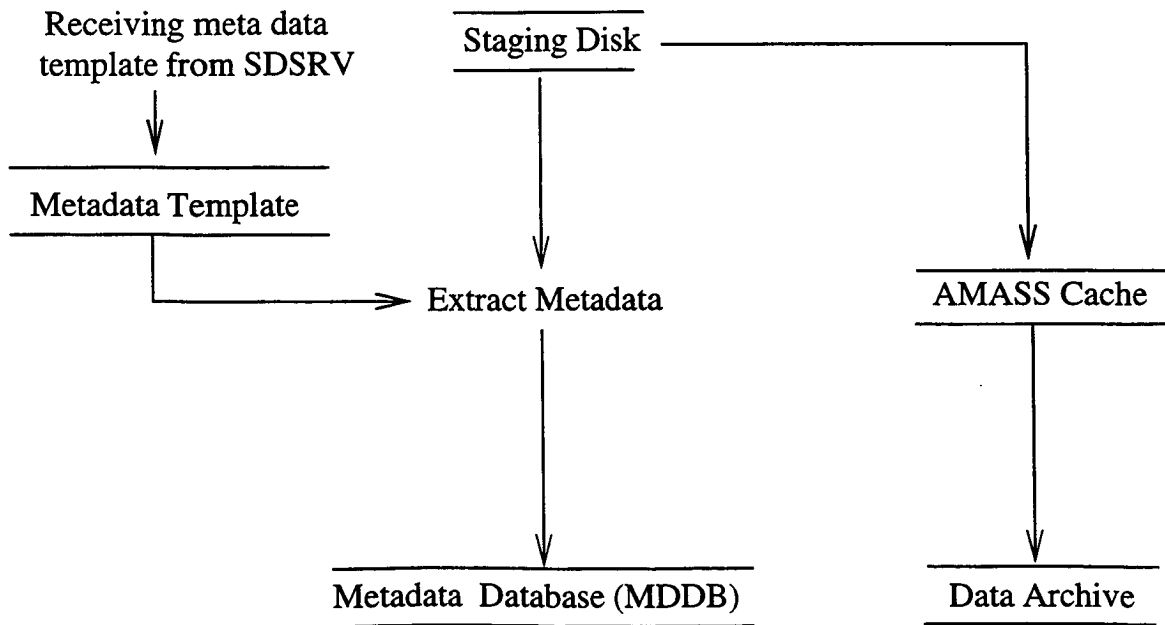 Receiving meta data
template from SDSRV
Staging Disk
Metadata Template
Extract Metadata
AMASS Cache
Metadata Database (MDDB)
Data Archive